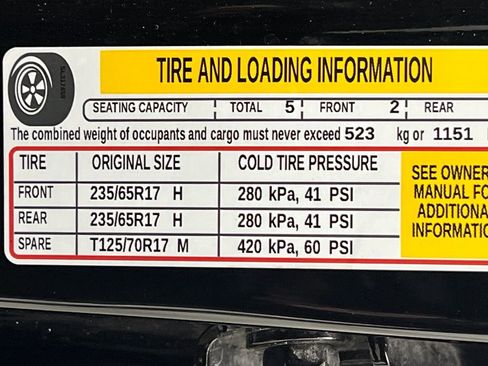 TIRE AND LOADING INFORMATION
SEATING CAPACITY TOTAL 5 FRONT 2 REAR
The combined weight of occupants and cargo must never exceed 523 kg or 1151
TIRE ORIGINAL SIZE COLD TIRE PRESSURE
FRONT 235/65R17 H 280 kPa, 41 PSI
REAR 235/65R17 H 280 kPa, 41 PSI
SPARE T125/70R17 M 420 kPa, 60 PSI
SEE OWNER
MANUAL FO
ADDITIONA
INFORMATIO